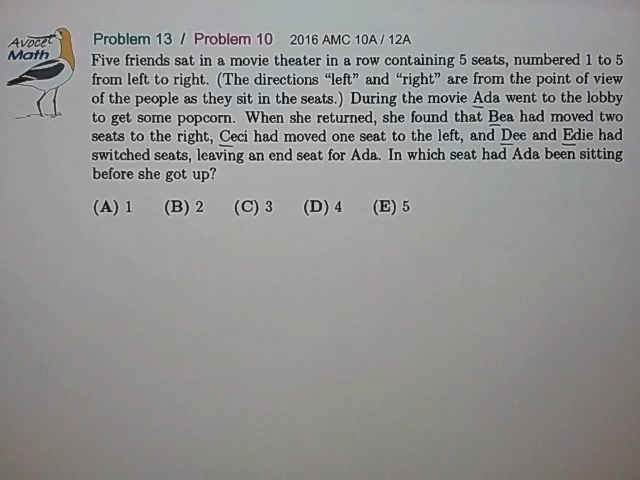 Avocet
Math
Problem 13 / Problem 10 2016 AMC 10A / 12A
Five friends sat in a movie theater in a row containing 5 seats, numbered 1 to 5
from left to right. (The directions “left” and “right” are from the point of view
of the people as they sit in the seats.) During the movie Ada went to the lobby
to get some popcorn. When she returned, she found that Bea had moved two
seats to the right, Ceci had moved one seat to the left, and Dee and Edie had
switched seats, leaving an end seat for Ada. In which seat had Ada been sitting
before she got up?
(A) 1 (B) 2 (C) 3 (D) 4 (E) 5